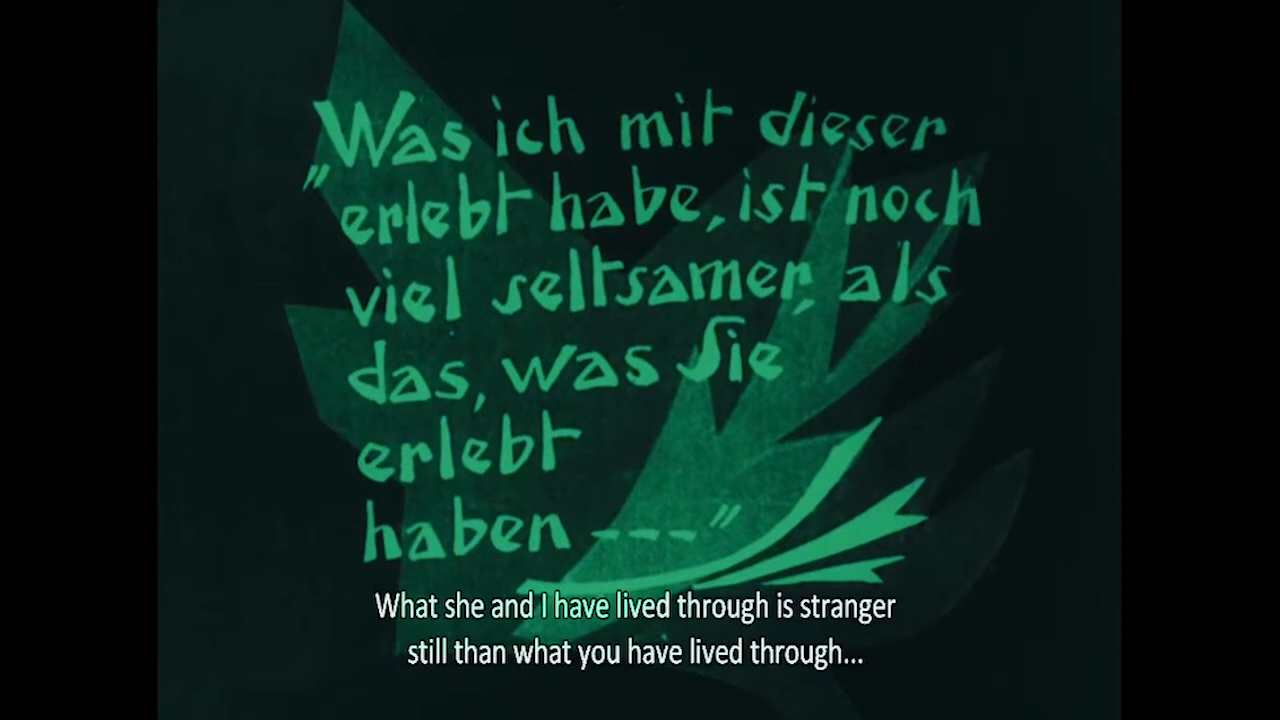 „Was ich mit dieser
erlebt habe, ist noch
viel seltsamer, als
das, was Sie
erlebt
haben ---"
What she and I have lived through is stranger
still than what you have lived through...